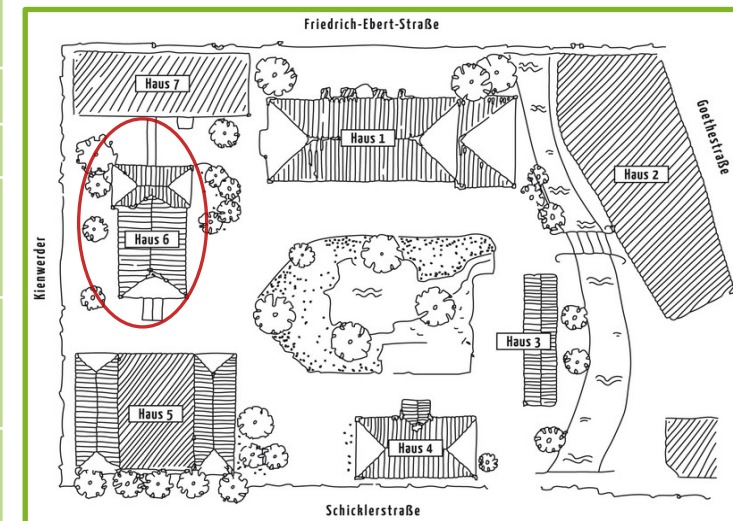 Friedrich-Ebert-Straße
Haus 7
Haus 1
Haus 2
Goethestraße
Haus 6
Kienwerder
Haus 3
Haus 5
Haus 4
Schicklerstraße